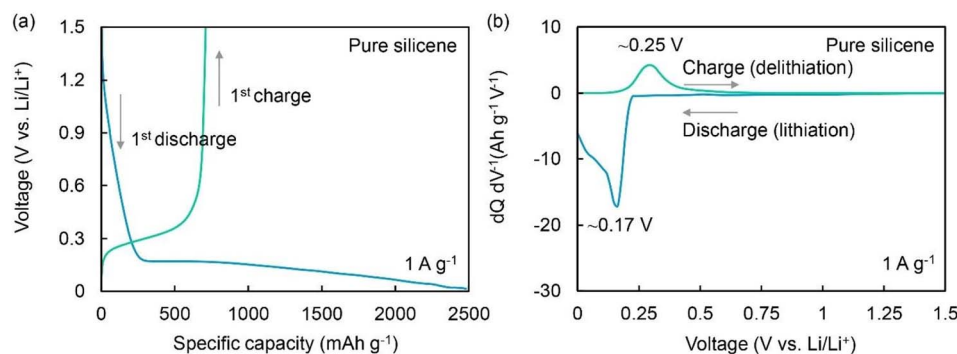 (a)
Pure silicene
1st discharge
1st charge
1 A g-1
Voltage (V vs. Li/Li+)
1.5
1.2
0.9
0.6
0.3
0
0
500
1000
1500
2000
2500
Specific capacity (mAh g-1)
(b)
Pure silicene
~0.25 V
Charge (delithiation)
Discharge (lithiation)
~0.17 V
1 A g-1
dQ dV-1(Ah g-1 V-1)
10
0
-10
-20
-30
0
0.25
0.5
0.75
1
1.25
1.5
Voltage (V vs. Li/Li+)